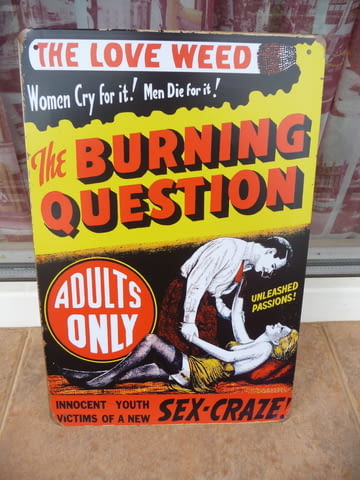 THE LOVE WEED
Women Cry for it! Men Die for it!
The BURNING
QUESTION
ADULTS
ONLY
UNLEASHED
PASSIONS!
INNOCENT YOUTH
VICTIMS OF A NEW
SEX-CRAZE!